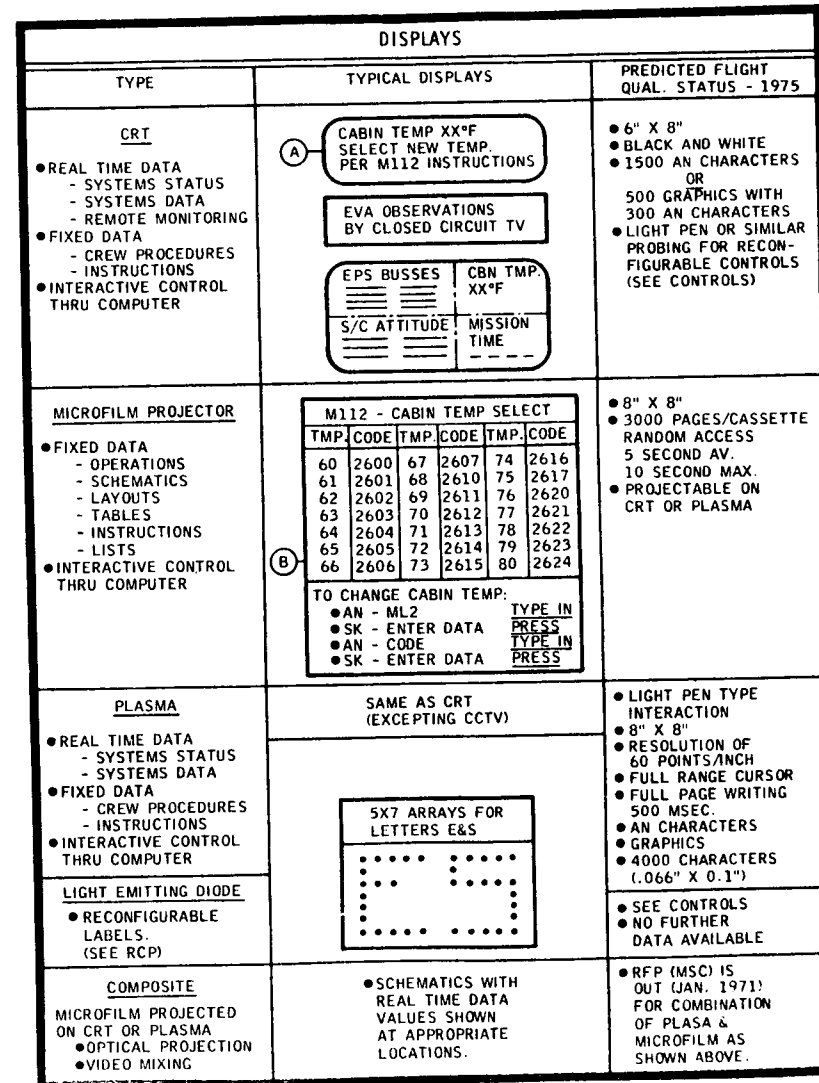 DISPLAYS
TYPE
TYPICAL DISPLAYS
PREDICTED FLIGHT
QUAL. STATUS - 1975
CRT
●REAL TIME DATA
- SYSTEMS STATUS
- SYSTEMS DATA
- REMOTE MONITORING
●FIXED DATA
- CREW PROCEDURES
- INSTRUCTIONS
●INTERACTIVE CONTROL
THRU COMPUTER
A
CABIN TEMP XX°F
SELECT NEW TEMP.
PER M112 INSTRUCTIONS
EVA OBSERVATIONS
BY CLOSED CIRCUIT TV
EPS BUSSES
CBN TMP.
XX°F
S/C ATTITUDE
MISSION
TIME
● 6" X 8"
● BLACK AND WHITE
● 1500 AN CHARACTERS
OR
500 GRAPHICS WITH
300 AN CHARACTERS
● LIGHT PEN OR SIMILAR
PROBING FOR RECON-
FIGURABLE CONTROLS
(SEE CONTROLS)
MICROFILM PROJECTOR
●FIXED DATA
- OPERATIONS
- SCHEMATICS
- LAYOUTS
- TABLES
- INSTRUCTIONS
- LISTS
●INTERACTIVE CONTROL
THRU COMPUTER
B
M112 - CABIN TEMP SELECT
TMP. CODE TMP. CODE TMP. CODE
60 2600 67 2607 74 2616
61 2601 68 2610 75 2617
62 2602 69 2611 76 2620
63 2603 70 2612 77 2621
64 2604 71 2613 78 2622
65 2605 72 2614 79 2623
66 2606 73 2615 80 2624
TO CHANGE CABIN TEMP:
●AN - ML2 TYPE IN
●SK - ENTER DATA PRESS
●AN - CODE TYPE IN
●SK - ENTER DATA PRESS
● 8" X 8"
● 3000 PAGES/CASSETTE
RANDOM ACCESS
5 SECOND AV.
10 SECOND MAX.
● PROJECTABLE ON
CRT OR PLASMA
PLASMA
●REAL TIME DATA
- SYSTEMS STATUS
- SYSTEMS DATA
●FIXED DATA
- CREW PROCEDURES
- INSTRUCTIONS
●INTERACTIVE CONTROL
THRU COMPUTER
SAME AS CRT
(EXCEPTING CCTV)
● LIGHT PEN TYPE
INTERACTION
● 8" X 8"
● RESOLUTION OF
60 POINTS/INCH
● FULL RANGE CURSOR
● FULL PAGE WRITING
500 MSEC.
● AN CHARACTERS
● GRAPHICS
● 4000 CHARACTERS
(.066" X 0.1")
5X7 ARRAYS FOR
LETTERS E&S
E S
LIGHT EMITTING DIODE
● RECONFIGURABLE
LABELS.
(SEE RCP)
● SEE CONTROLS
● NO FURTHER
DATA AVAILABLE
COMPOSITE
MICROFILM PROJECTED
ON CRT OR PLASMA
●OPTICAL PROJECTION
●VIDEO MIXING
●SCHEMATICS WITH
REAL TIME DATA
VALUES SHOWN
AT APPROPRIATE
LOCATIONS.
● RFP (MSC) IS
OUT (JAN. 1971)
FOR COMBINATION
OF PLASA &
MICROFILM AS
SHOWN ABOVE.